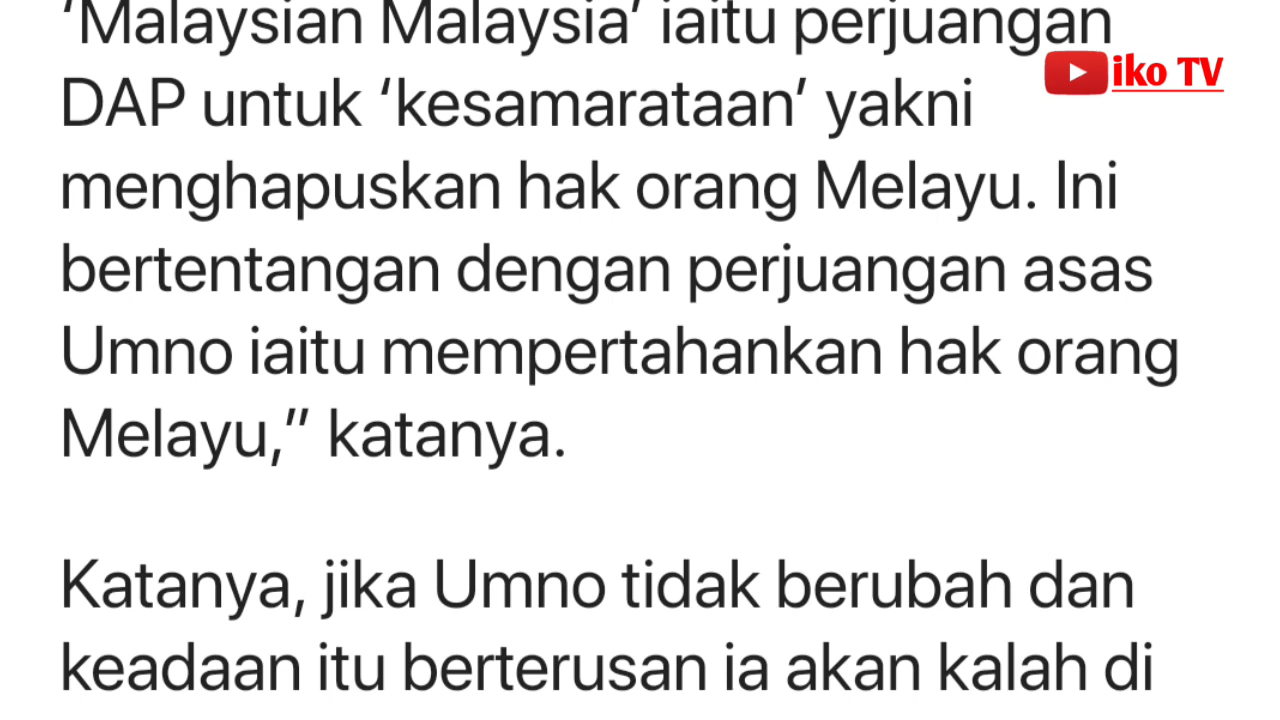 ‘Malaysian Malaysia’ iaitu perjuangan
iko TV
DAP untuk ‘kesamarataan’ yakni
menghapuskan hak orang Melayu. Ini
bertentangan dengan perjuangan asas
Umno iaitu mempertahankan hak orang
Melayu,” katanya.
Katanya, jika Umno tidak berubah dan
keadaan itu berterusan ia akan kalah di